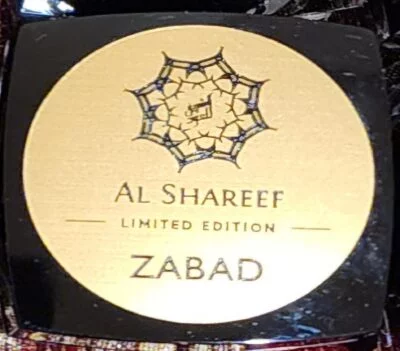 AL SHAREEF
LIMITED EDITION
ZABAD